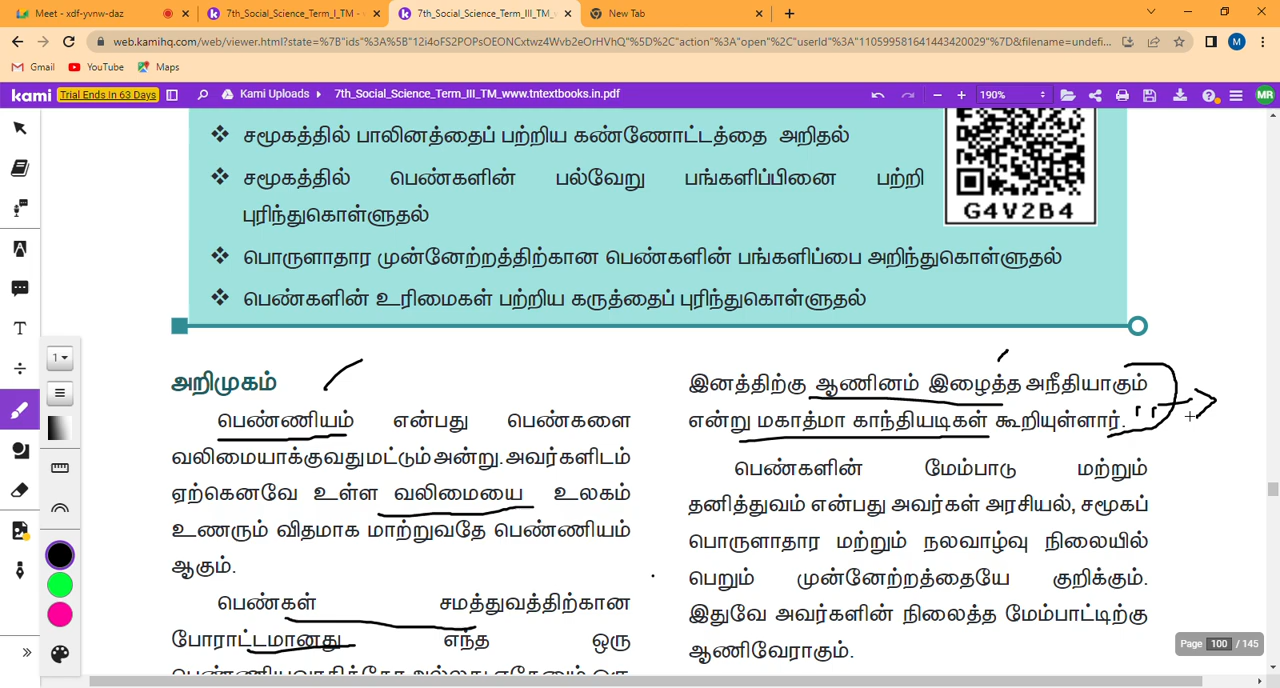 Meet - xdf-yvnw-daz
7th_Social_Science_Term_I_TM -
7th_Social_Science_Term_III_TM_
New Tab
web.kamihq.com/web/viewer.html?state=%7B"ids"%3A%5B"12i4oFS2POPsOEONCxtwz4Wvb2eOrHVhQ"%5D%2C"action"%3A"open"%2C"userId"%3A"110599581641443420029"%7D&filename=undefi...
M
Gmail YouTube Maps
kami Trial Ends In 63 Days Kami Uploads 7th_Social_Science_Term_III_TM_www.tntextbooks.in.pdf 190% MR
❖ சமூகத்தில் பாலினத்தைப் பற்றிய கண்ணோட்டத்தை அறிதல்
❖ சமூகத்தில் பெண்களின் பல்வேறு பங்களிப்பினை பற்றி
புரிந்துகொள்ளுதல்
G4V2B4
❖ பொருளாதார முன்னேற்றத்திற்கான பெண்களின் பங்களிப்பை அறிந்துகொள்ளுதல்
❖ பெண்களின் உரிமைகள் பற்றிய கருத்தைப் புரிந்துகொள்ளுதல்
அறிமுகம்
பெண்ணியம் என்பது பெண்களை
வலிமையாக்குவது மட்டும் அன்று. அவர்களிடம்
ஏற்கெனவே உள்ள வலிமையை உலகம்
உணரும் விதமாக மாற்றுவதே பெண்ணியம்
ஆகும்.
பெண்கள் சமத்துவத்திற்கான
போராட்டமானது எந்த ஒரு
இனத்திற்கு ஆணினம் இழைத்த அநீதியாகும்
என்று மகாத்மா காந்தியடிகள் கூறியுள்ளார்.
பெண்களின் மேம்பாடு மற்றும்
தனித்துவம் என்பது அவர்கள் அரசியல், சமூகப்
பொருளாதார மற்றும் நலவாழ்வு நிலையில்
பெறும் முன்னேற்றத்தையே குறிக்கும்.
இதுவே அவர்களின் நிலைத்த மேம்பாட்டிற்கு
ஆணிவேராகும்.
1
Page 100 / 145